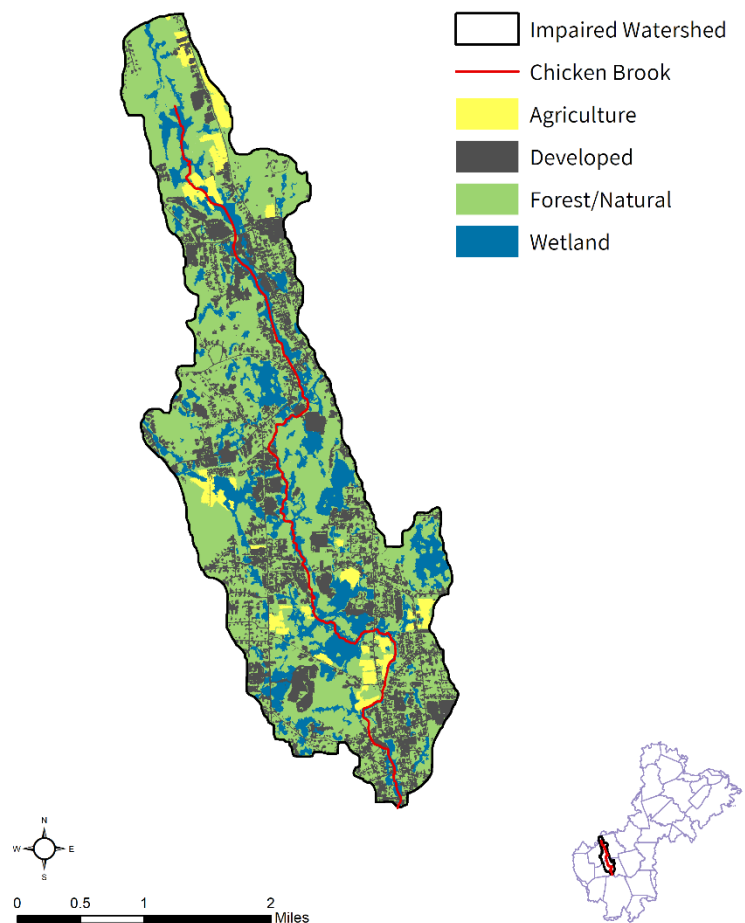 Impaired Watershed
Chicken Brook
Agriculture
Developed
Forest/Natural
Wetland
N
W E
S
0 0.5 1 2
Miles